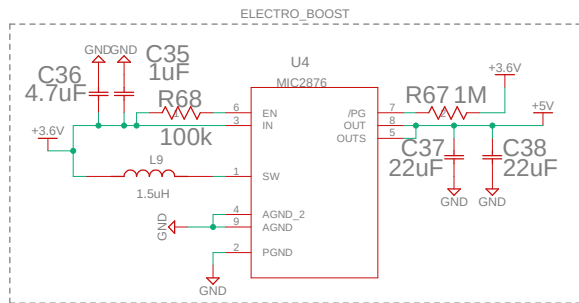 ELECTRO_BOOST
GND GND
C35
1uF
C36
4.7uF
R68
100k
U4
MIC2876
+3.6V
L9
1.5uH
6 EN
3 IN
1 SW
4 AGND_2
9 AGND
2 PGND
GND
GND
/PG 7
OUT 8
OUTS 5
R67 1M
+3.6V
+5V
C37
22uF
C38
22uF
GND GND